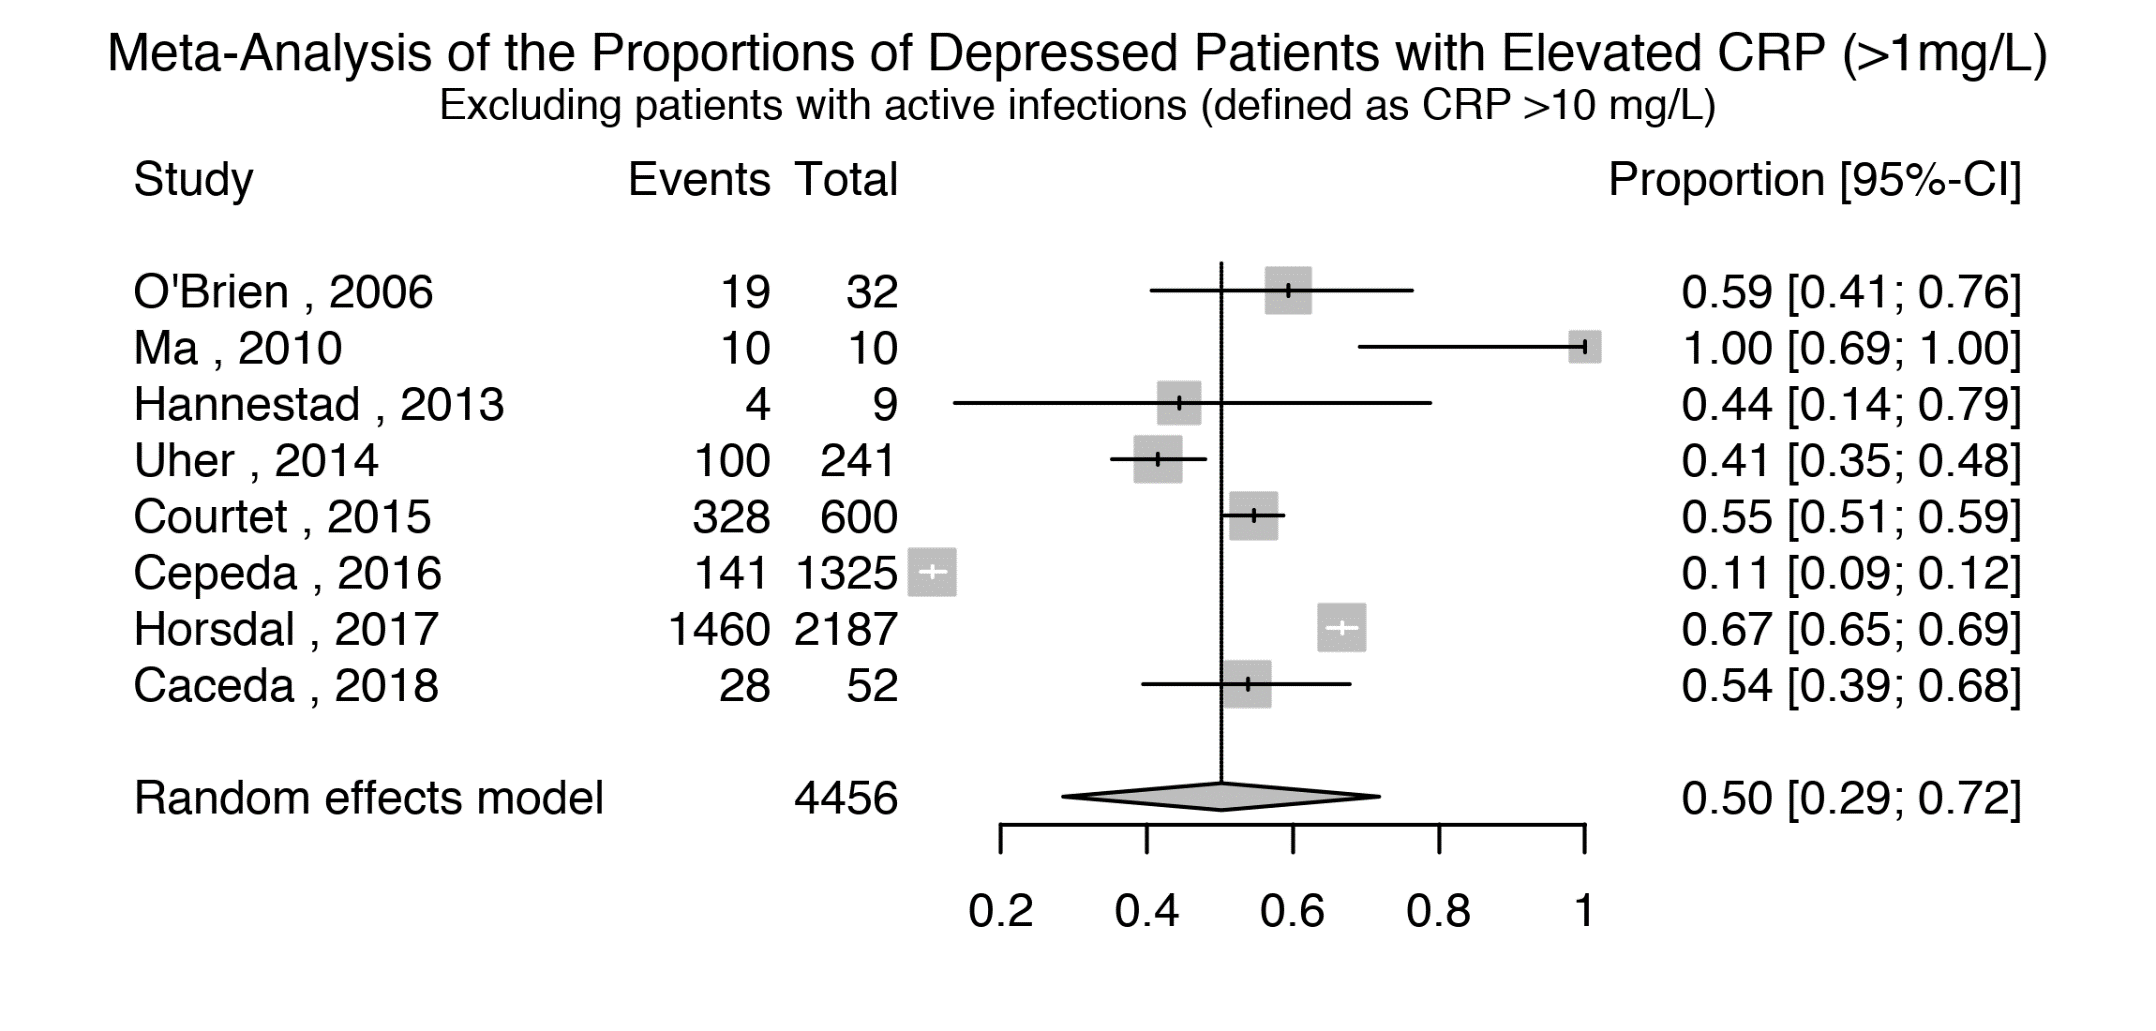 Meta-Analysis of the Proportions of Depressed Patients with Elevated CRP (>1mg/L)
Excluding patients with active infections (defined as CRP >10 mg/L)
Study Events Total Proportion [95%-CI]
O'Brien , 2006 19 32 0.59 [0.41; 0.76]
Ma , 2010 10 10 1.00 [0.69; 1.00]
Hannestad , 2013 4 9 0.44 [0.14; 0.79]
Uher , 2014 100 241 0.41 [0.35; 0.48]
Courtet , 2015 328 600 0.55 [0.51; 0.59]
Cepeda , 2016 141 1325 0.11 [0.09; 0.12]
Horsdal , 2017 1460 2187 0.67 [0.65; 0.69]
Caceda , 2018 28 52 0.54 [0.39; 0.68]
Random effects model 4456 0.50 [0.29; 0.72]
0.2 0.4 0.6 0.8 1